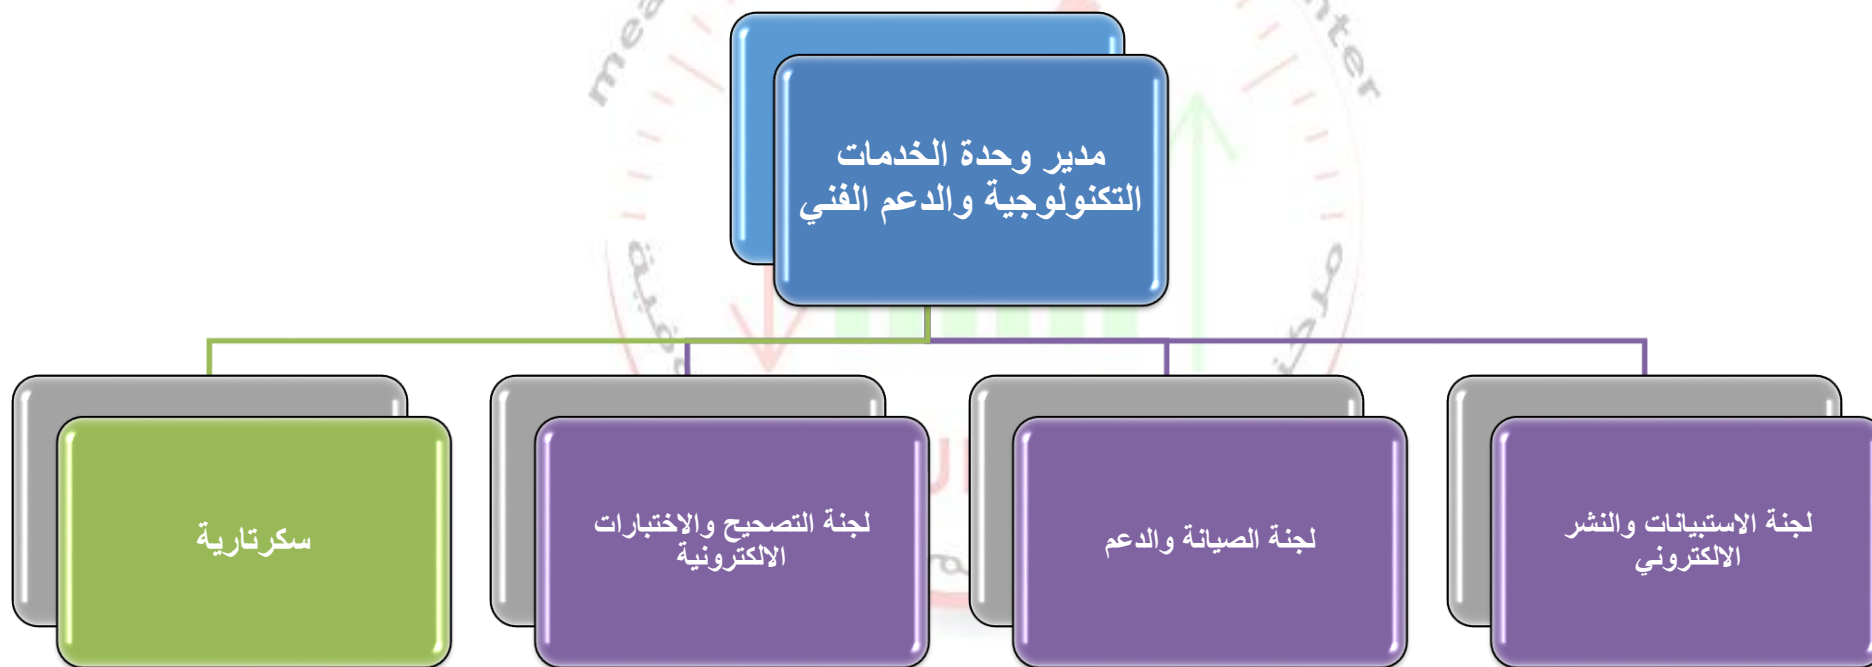 مدير وحدة الخدمات
التكنولوجية والدعم الفني
لجنة الاستبيانات والنشر
الالكتروني
لجنة الصيانة والدعم
لجنة التصحيح والاختبارات
الالكترونية
سكرتارية